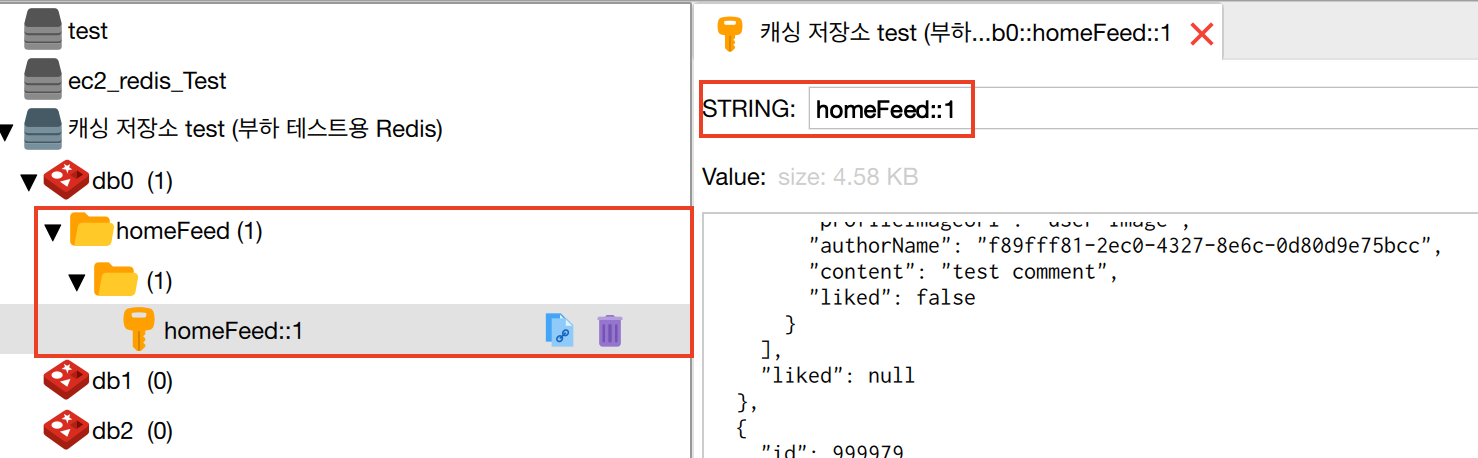 test
ec2_redis_Test
캐싱 저장소 test (부하 테스트용 Redis)
db0 (1)
homeFeed (1)
(1)
homeFeed::1
db1 (0)
db2 (0)
캐싱 저장소 test (부하...b0::homeFeed::1
STRING: homeFeed::1
Value: size: 4.58 KB
"profileImageUrl": "user image",
"authorName": "f89fff81-2ec0-4327-8e6c-0d80d9e75bcc",
"content": "test comment",
"liked": false
}
],
"liked": null
},
{
"id": 999979,